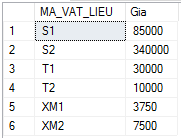 MA_VAT_LIEU Gia
1 S1 85000
2 S2 340000
3 T1 30000
4 T2 10000
5 XM1 3750
6 XM2 7500